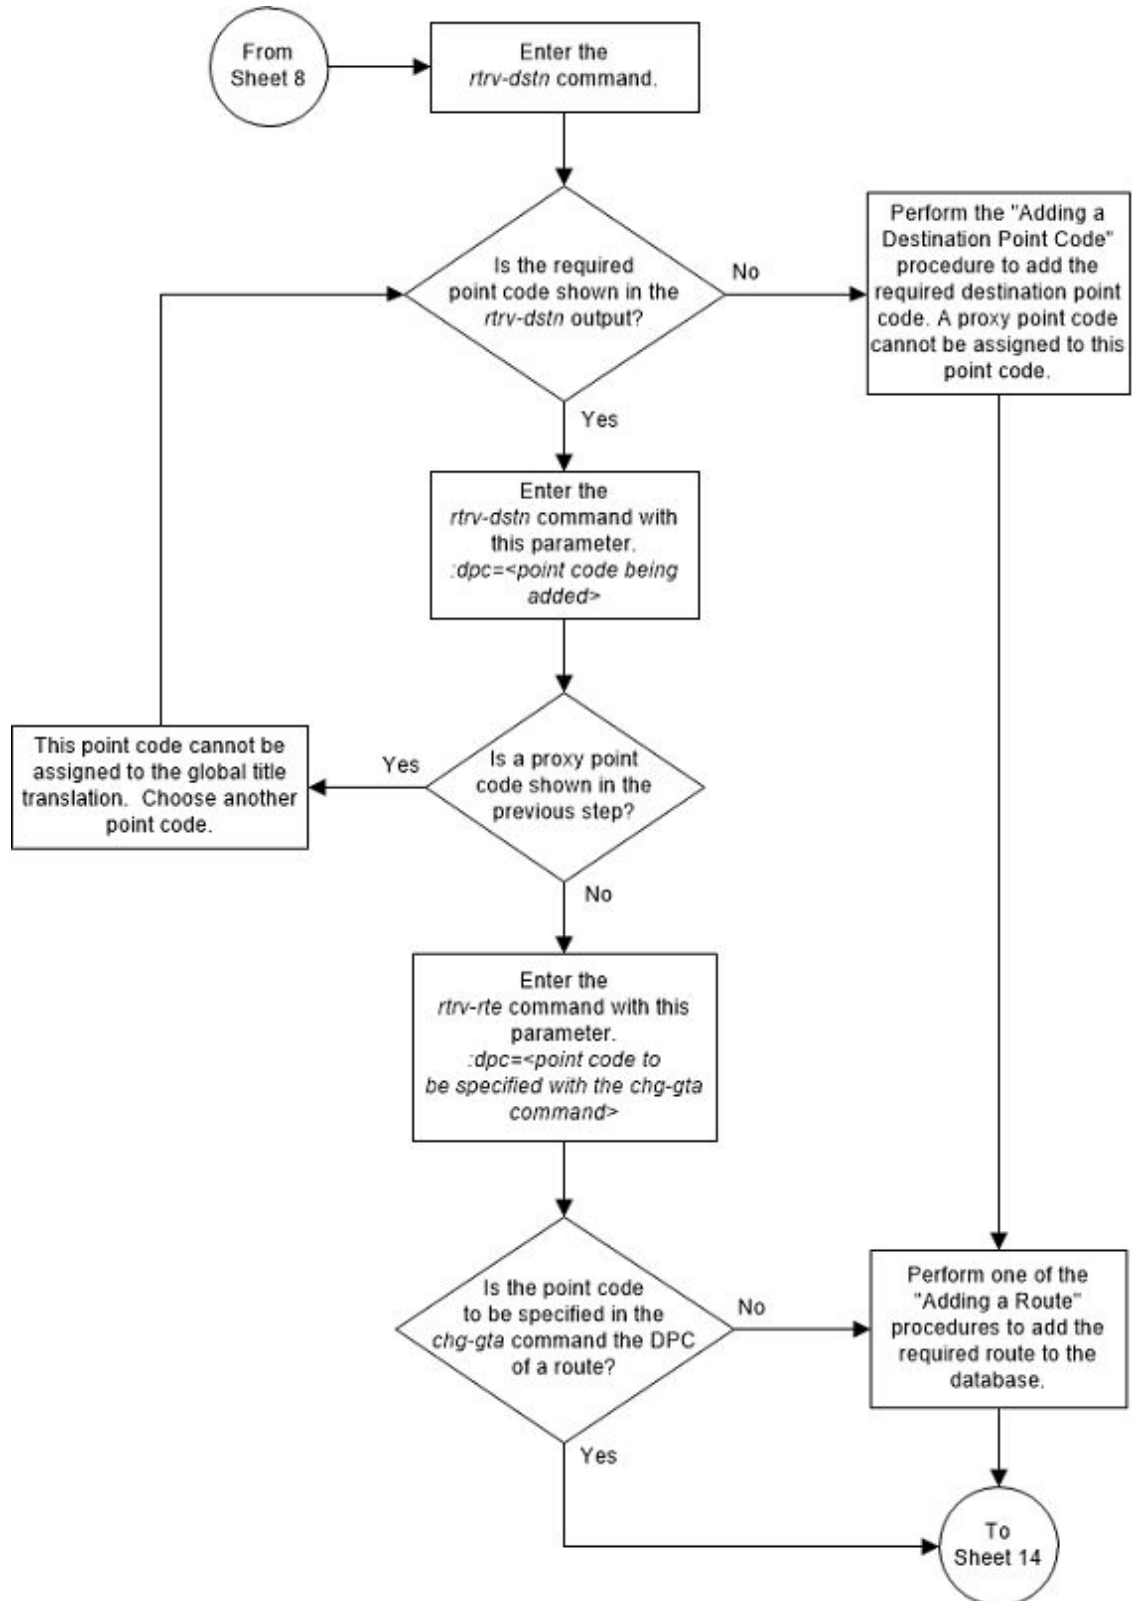 From
Sheet 8
Enter the
rtrv-dstn command.
Is the required
point code shown in the
rtrv-dstn output?
No
Perform the "Adding a
Destination Point Code"
procedure to add the
required destination point
code. A proxy point code
cannot be assigned to this
point code.
Yes
Enter the
rtrv-dstn command with
this parameter.
:dpc=<point code being
added>
Is a proxy point
code shown in the
previous step?
Yes
This point code cannot be
assigned to the global title
translation.  Choose another
point code.
No
Enter the
rtrv-rte command with this
parameter.
:dpc=<point code to
be specified with the chg-gta
command>
Is the point code
to be specified in the
chg-gta command the DPC
of a route?
No
Perform one of the
"Adding a Route"
procedures to add the
required route to the
database.
Yes
To
Sheet 14